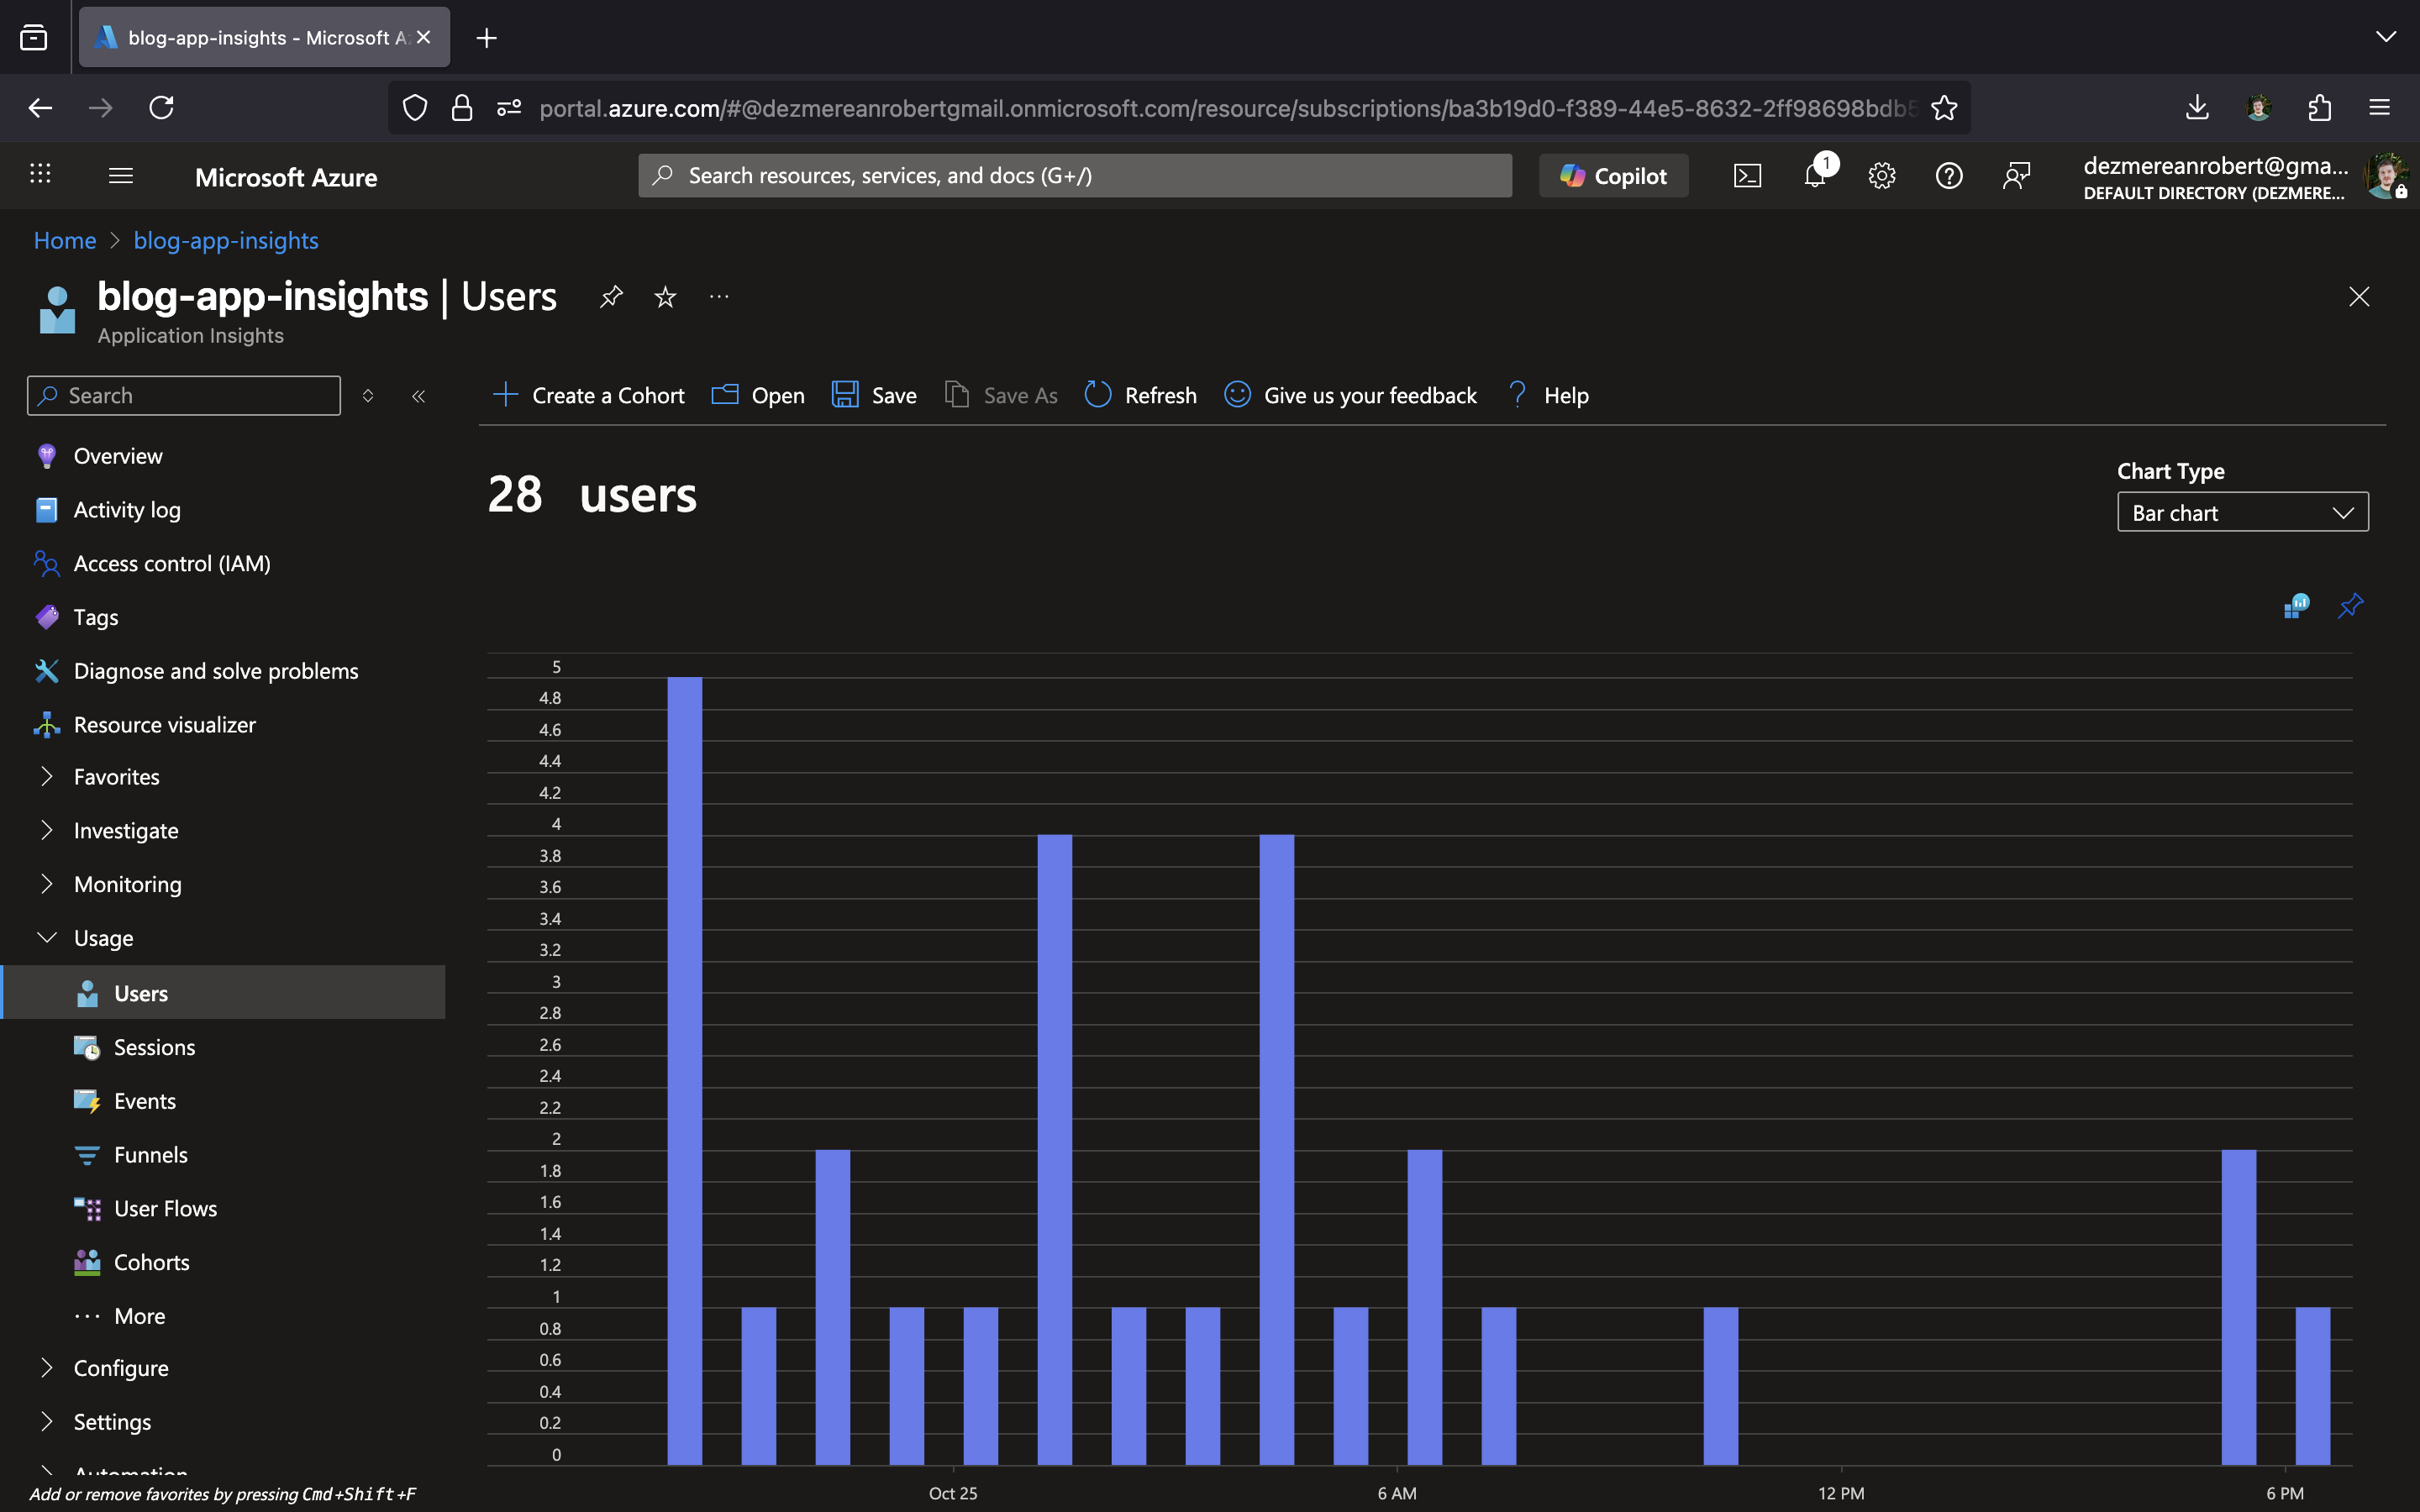 blog-app-insights - Microsoft A
portal.azure.com/#@dezmereanrobertgmail.onmicrosoft.com/resource/subscriptions/ba3b19d0-f389-44e5-8632-2ff98698bdb5
Microsoft Azure
Search resources, services, and docs (G+/)
Copilot
1
dezmereanrobert@gma...
DEFAULT DIRECTORY (DEZMERE...
Home > blog-app-insights
blog-app-insights | Users
Application Insights
Search
Create a Cohort
Open
Save
Save As
Refresh
Give us your feedback
Help
Overview
Activity log
Access control (IAM)
Tags
Diagnose and solve problems
Resource visualizer
Favorites
Investigate
Monitoring
Usage
Users
Sessions
Events
Funnels
User Flows
Cohorts
More
Configure
Settings
Automation
Add or remove favorites by pressing Cmd+Shift+F
28 users
Chart Type
Bar chart
5
4.8
4.6
4.4
4.2
4
3.8
3.6
3.4
3.2
3
2.8
2.6
2.4
2.2
2
1.8
1.6
1.4
1.2
1
0.8
0.6
0.4
0.2
0
Oct 25
6 AM
12 PM
6 PM